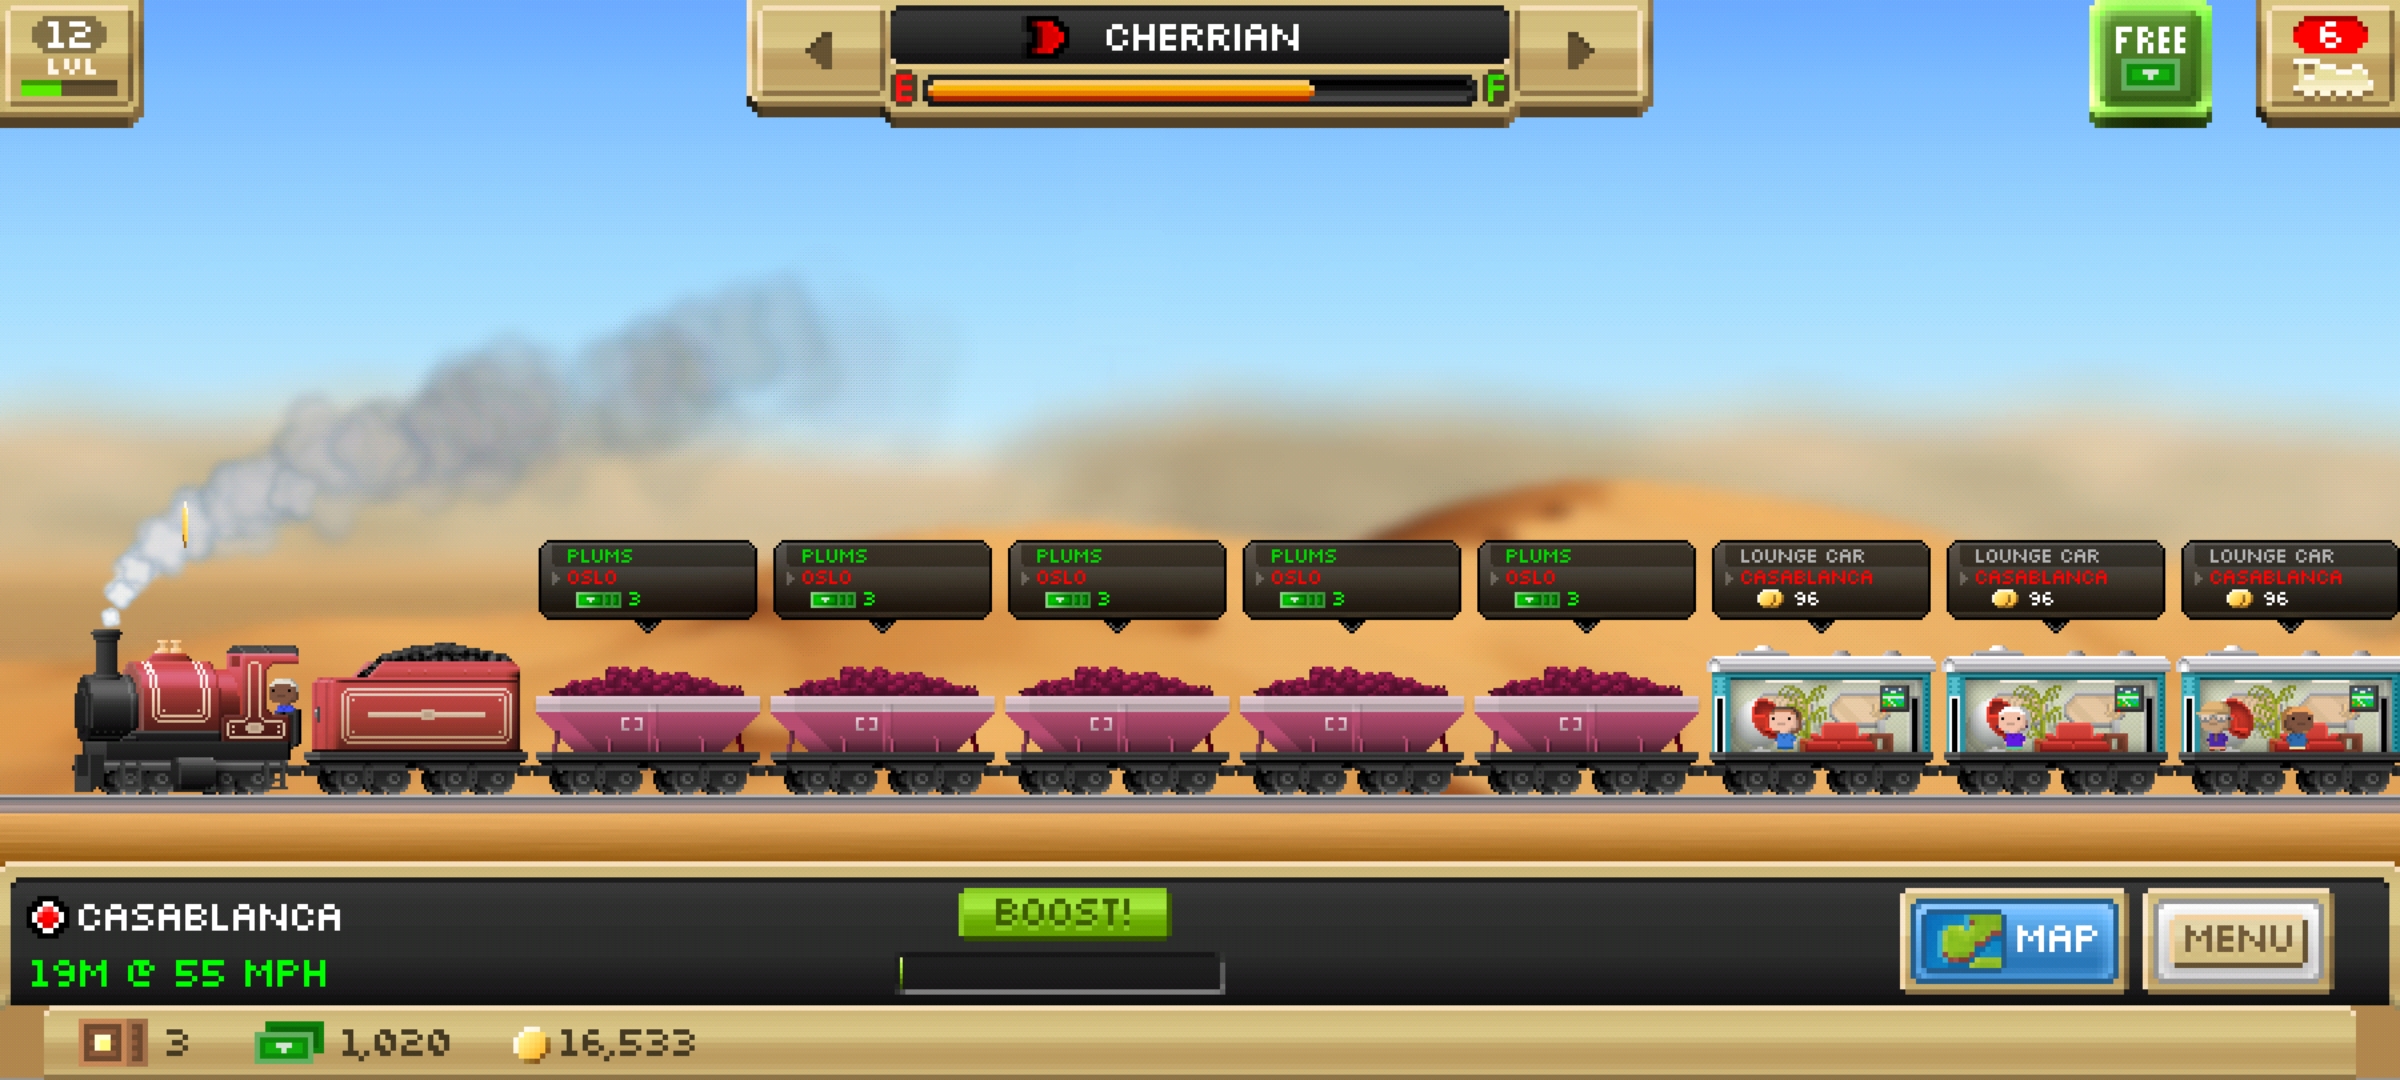 12
LVL
CHERRIAN
E
F
FREE
6
PLUMS
OSLO
3
PLUMS
OSLO
3
PLUMS
OSLO
3
PLUMS
OSLO
3
PLUMS
OSLO
3
LOUNGE CAR
CASABLANCA
96
LOUNGE CAR
CASABLANCA
96
LOUNGE CAR
CASABLANCA
96
CASABLANCA
19M @ 55 MPH
BOOST!
MAP
MENU
3
1,020
16,533